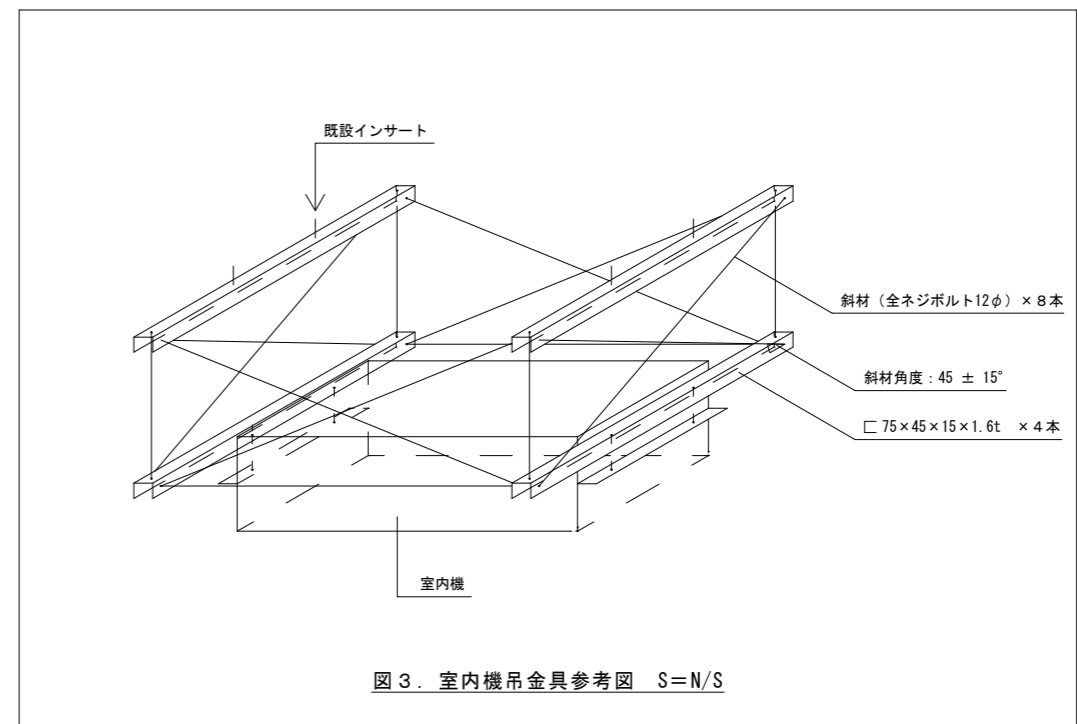 既設インサート
斜材（全ネジボルト12φ）×８本
斜材角度：45 ± 15°
匚 75×45×15×1.6t ×４本
室内機
図３．室内機吊金具参考図 S＝N/S